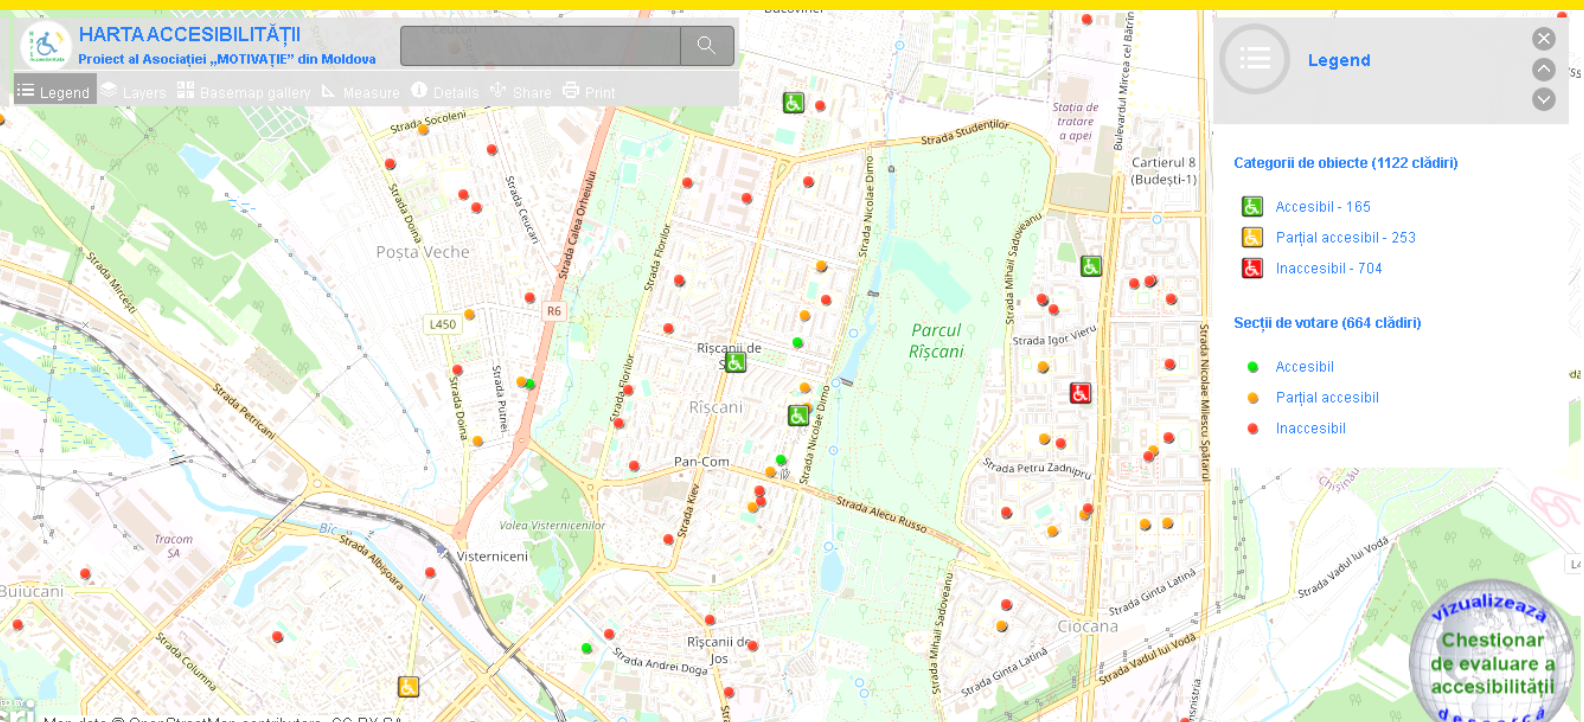 HARTA ACCESIBILITĂȚII
Proiect al Asociației „MOTIVAȚIE” din Moldova
Legend
Layers
Basemap gallery
Measure
Details
Share
Print
Legend
Categorii de obiecte (1122 clădiri)
Accesibil - 165
Parțial accesibil - 253
Inaccesibil - 704
Secții de votare (664 clădiri)
Accesibil
Parțial accesibil
Inaccesibil
Strada Socoleni
Strada Studenților
Stația de
tratare
a apei
Bulevardul Mircea cel Bătrîn
Cartierul 8
(Budești-1)
Strada Doina
Strada Ceucari
Strada Calea Orheiului
Strada Nicolae Dimo
Strada Florilor
Strada Mihail Sadoveanu
Poșta Veche
Strada Mircești
R6
L450
Parcul
Rîșcani
Strada Igor Vieru
Rîșcanii de
Strada Nicolae Milescu Spătarul
Strada Florilor
Strada Putnei
Strada Petricani
Strada Doina
Rîșcani
Strada Nicolae Dimo
Pan-Com
Strada Petru Zadnipru
Strada Kiev
Strada Alecu Russo
Valea Visternicenilor
Bîc
Tracom
SA
Strada Albișoara
Visterniceni
Buiucani
Strada Vadul lui Vodă
Strada Ginta Latină
Strada Mihail Sadoveanu
Ciocana
Rîșcanii de
Jos
Strada Andrei Doga
Strada Columna
Strada Ginta Latină
Strada Vadul lui Vodă
vizualizează
Chestionar
de evaluare a
accesibilității
Map data © OpenStreetMap contributors, CC-BY-SA